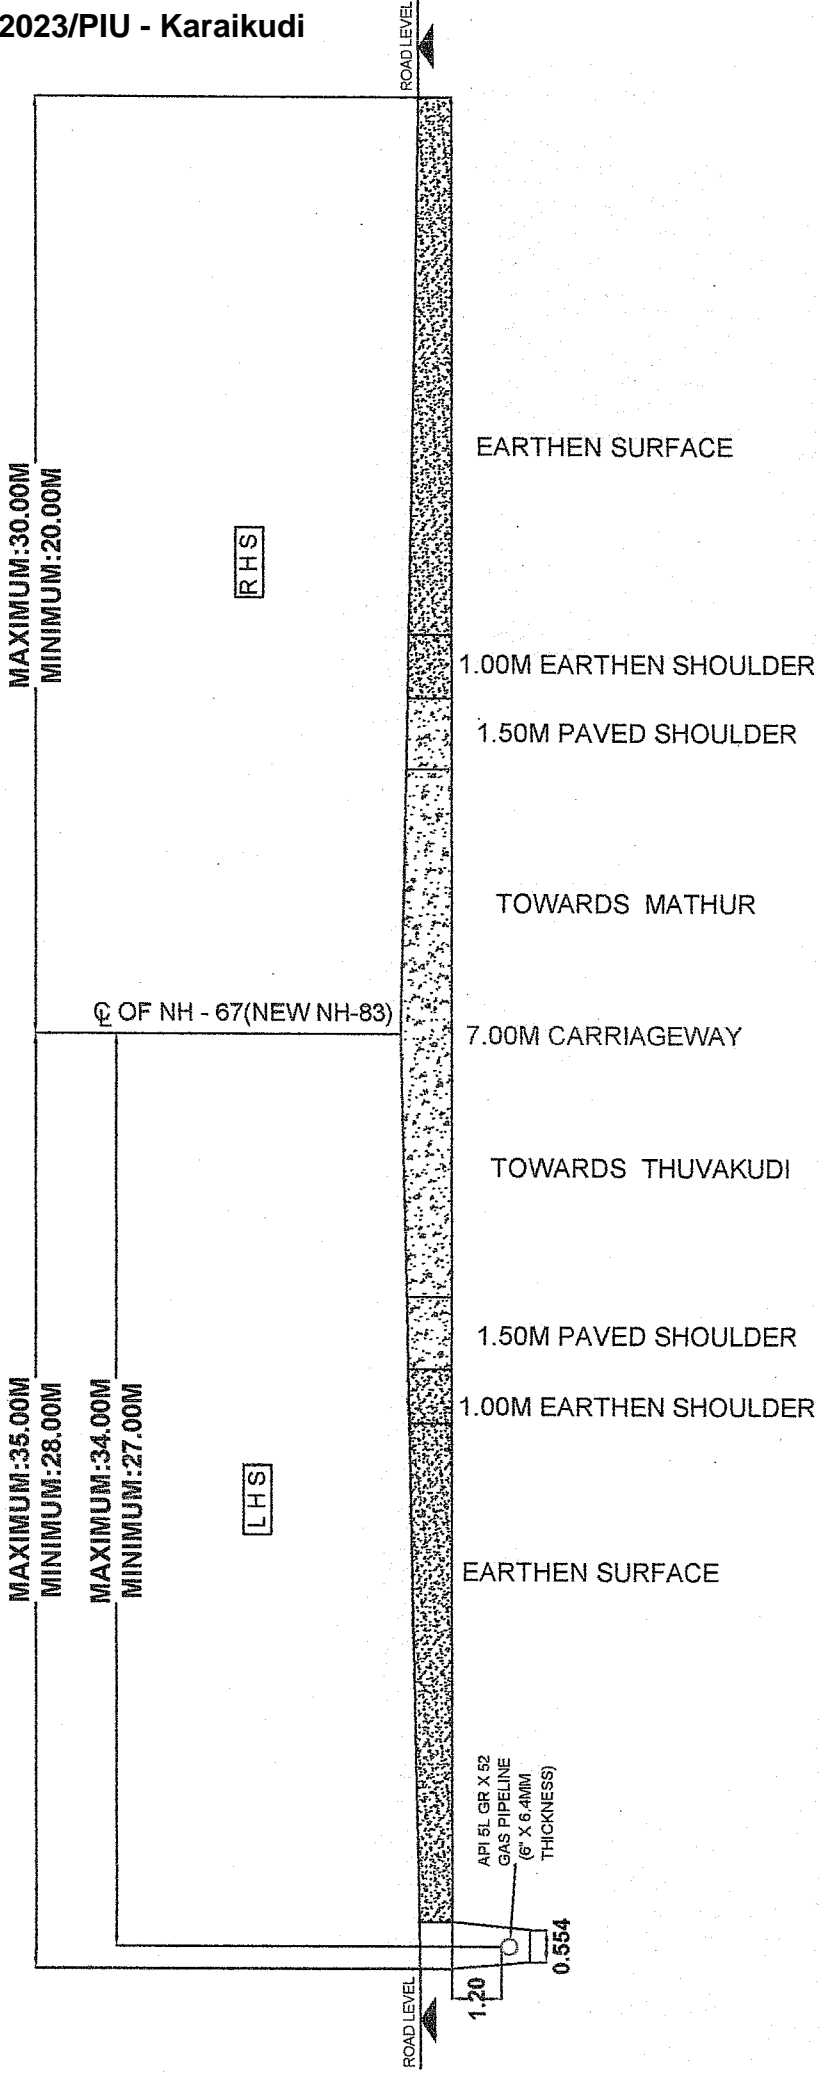 2023/PIU - Karaikudi
ROAD LEVEL
MAXIMUM:30.00M
MINIMUM:20.00M
RHS
EARTHEN SURFACE
1.00M EARTHEN SHOULDER
1.50M PAVED SHOULDER
TOWARDS MATHUR
℄ OF NH - 67(NEW NH-83)
7.00M CARRIAGEWAY
TOWARDS THUVAKUDI
1.50M PAVED SHOULDER
1.00M EARTHEN SHOULDER
MAXIMUM:35.00M
MINIMUM:28.00M
MAXIMUM:34.00M
MINIMUM:27.00M
LHS
EARTHEN SURFACE
API 5L GR X 52
GAS PIPELINE
(6" X 6.4MM
THICKNESS)
0.554
1.20
ROAD LEVEL